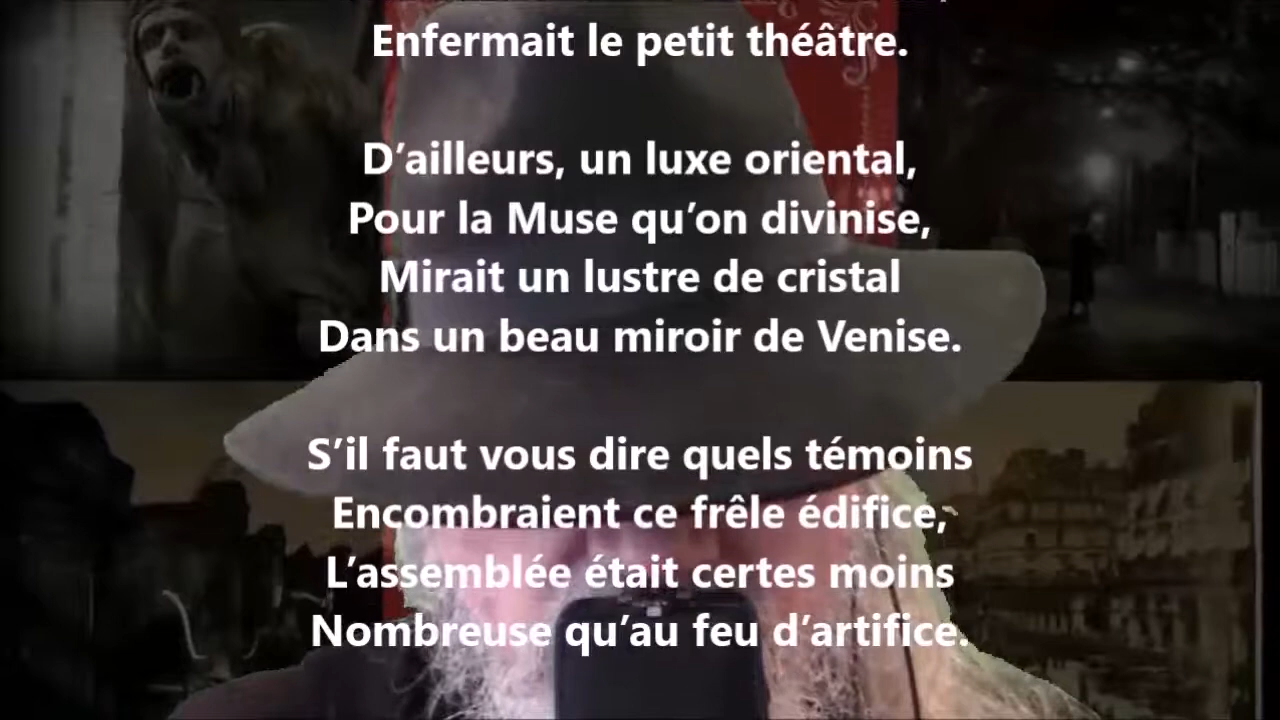 Enfermait le petit théâtre.
D’ailleurs, un luxe oriental,
Pour la Muse qu’on divinise,
Mirait un lustre de cristal
Dans un beau miroir de Venise.
S’il faut vous dire quels témoins
Encombraient ce frêle édifice,
L’assemblée était certes moins
Nombreuse qu’au feu d’artifice.